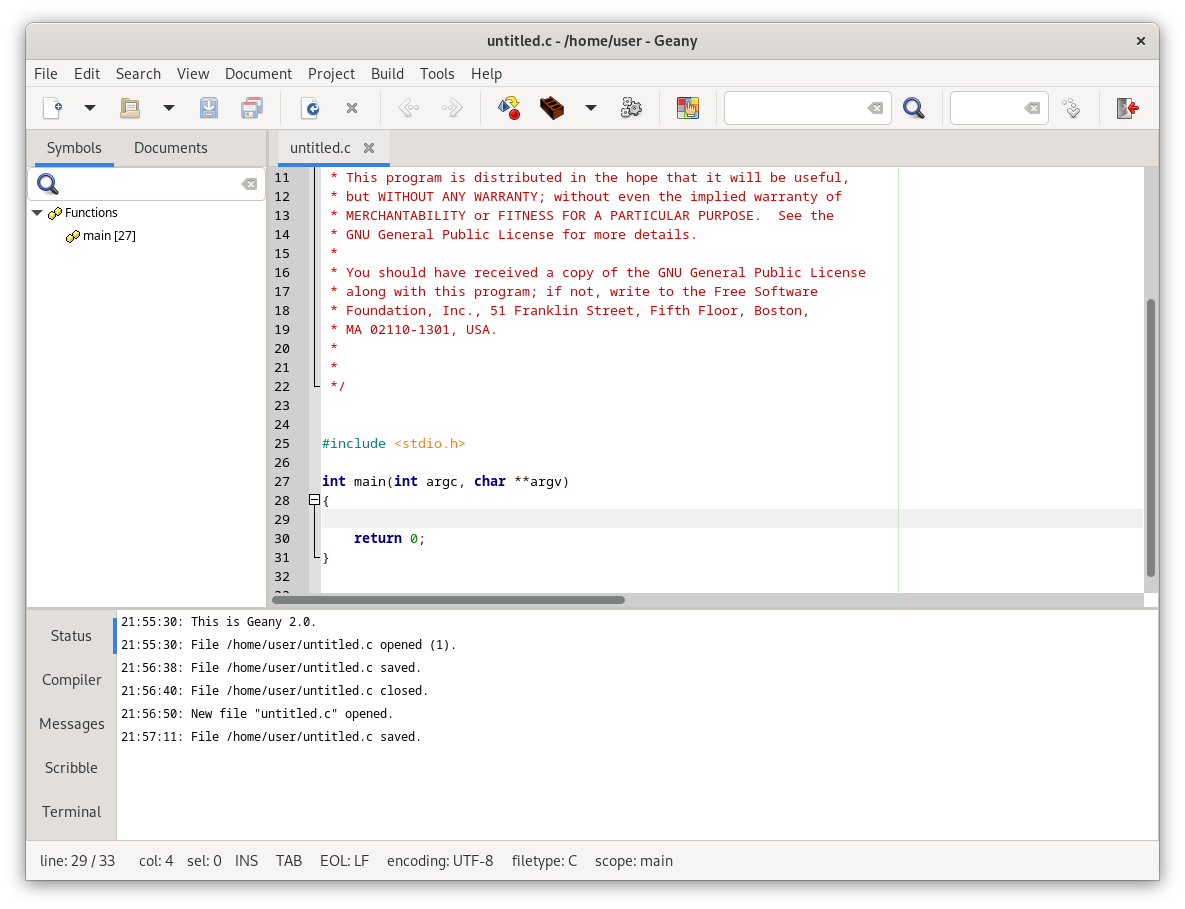 untitled.c - /home/user - Geany
File Edit Search View Document Project Build Tools Help
Symbols Documents untitled.c
Functions
main [27]
11 * This program is distributed in the hope that it will be useful,
12 * but WITHOUT ANY WARRANTY; without even the implied warranty of
13 * MERCHANTABILITY or FITNESS FOR A PARTICULAR PURPOSE.  See the
14 * GNU General Public License for more details.
15 *
16 * You should have received a copy of the GNU General Public License
17 * along with this program; if not, write to the Free Software
18 * Foundation, Inc., 51 Franklin Street, Fifth Floor, Boston,
19 * MA 02110-1301, USA.
20 *
21 *
22 */
23
24
25 #include <stdio.h>
26
27 int main(int argc, char **argv)
28 {
29
30     return 0;
31 }
32
Status
Compiler
Messages
Scribble
Terminal
21:55:30: This is Geany 2.0.
21:55:30: File /home/user/untitled.c opened (1).
21:56:38: File /home/user/untitled.c saved.
21:56:40: File /home/user/untitled.c closed.
21:56:50: New file "untitled.c" opened.
21:57:11: File /home/user/untitled.c saved.
line: 29 / 33 col: 4 sel: 0 INS TAB EOL: LF encoding: UTF-8 filetype: C scope: main